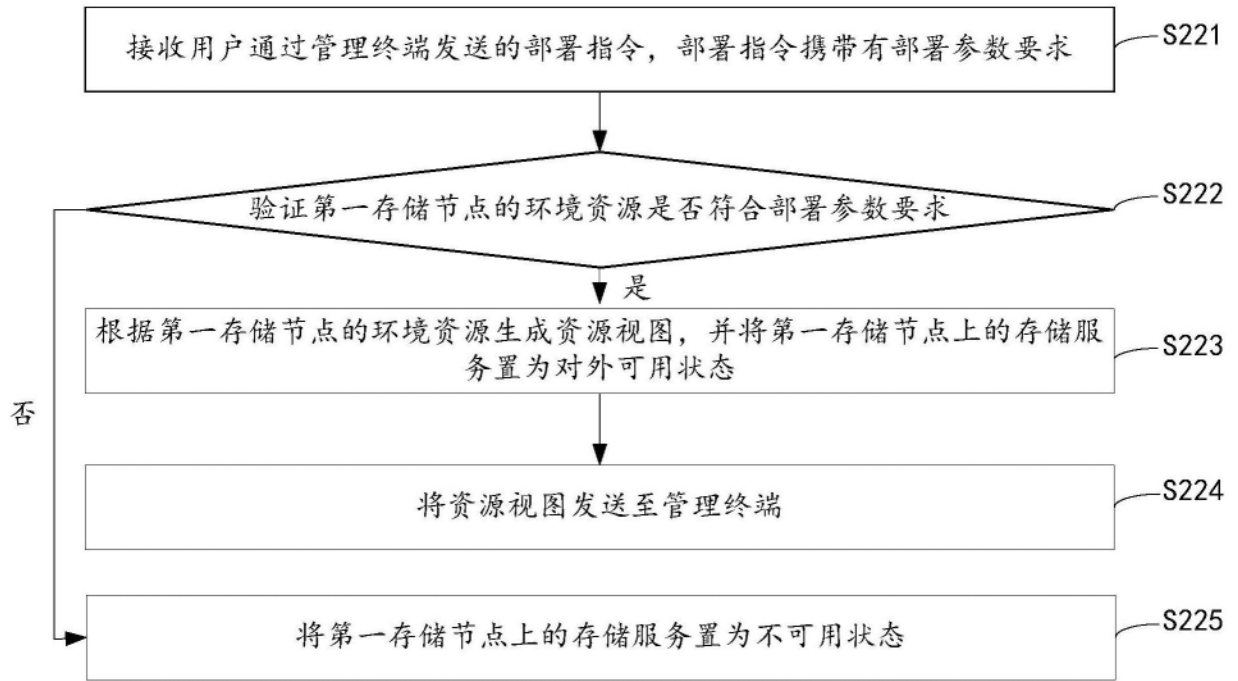 接收用户通过管理终端发送的部署指令，部署指令携带有部署参数要求
S221
验证第一存储节点的环境资源是否符合部署参数要求
S222
是
根据第一存储节点的环境资源生成资源视图，并将第一存储节点上的存储服
务置为对外可用状态
S223
否
将资源视图发送至管理终端
S224
将第一存储节点上的存储服务置为不可用状态
S225